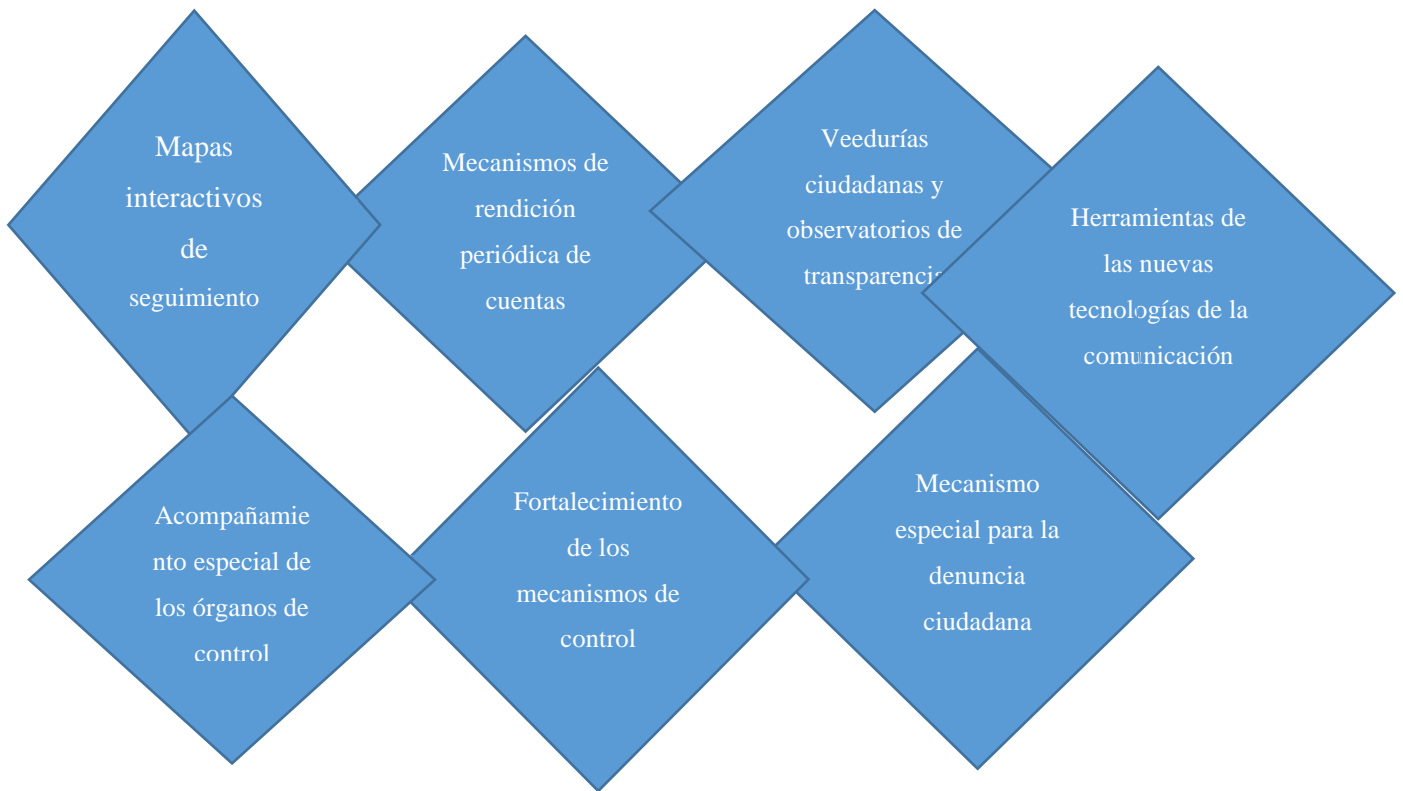 Mapas
interactivos
de
seguimiento
Mecanismos de
rendición
periódica de
cuentas
Veedurías
ciudadanas y
observatorios de
transparencia
Herramientas de
las nuevas
tecnologías de la
comunicación
Acompañamie
nto especial de
los órganos de
control
Fortalecimiento
de los
mecanismos de
control
Mecanismo
especial para la
denuncia
ciudadana